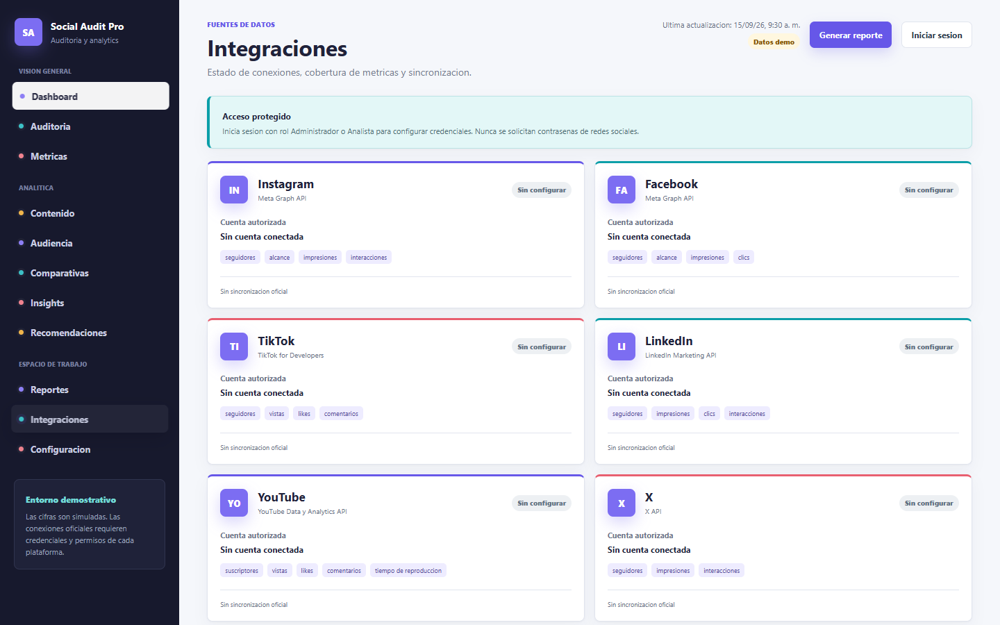 SA
Social Audit Pro
Auditoria y analytics
VISION GENERAL
Dashboard
Auditoria
Metricas
ANALITICA
Contenido
Audiencia
Comparativas
Insights
Recomendaciones
ESPACIO DE TRABAJO
Reportes
Integraciones
Configuracion
Entorno demostrativo
Las cifras son simuladas. Las
conexiones oficiales requieren
credenciales y permisos de cada
plataforma.
FUENTES DE DATOS
Integraciones
Estado de conexiones, cobertura de metricas y sincronizacion.
Ultima actualizacion: 15/09/26, 9:30 a. m.
Datos demo
Generar reporte
Iniciar sesion
Acceso protegido
Inicia sesion con rol Administrador o Analista para configurar credenciales. Nunca se solicitan contrasenas de redes sociales.
IN
Instagram
Meta Graph API
Sin configurar
Cuenta autorizada
Sin cuenta conectada
seguidores alcance impresiones interacciones
Sin sincronizacion oficial
FA
Facebook
Meta Graph API
Sin configurar
Cuenta autorizada
Sin cuenta conectada
seguidores alcance impresiones clics
Sin sincronizacion oficial
TI
TikTok
TikTok for Developers
Sin configurar
Cuenta autorizada
Sin cuenta conectada
seguidores vistas likes comentarios
Sin sincronizacion oficial
LI
LinkedIn
LinkedIn Marketing API
Sin configurar
Cuenta autorizada
Sin cuenta conectada
seguidores impresiones clics interacciones
Sin sincronizacion oficial
YO
YouTube
YouTube Data y Analytics API
Sin configurar
Cuenta autorizada
Sin cuenta conectada
suscriptores vistas likes comentarios tiempo de reproduccion
Sin sincronizacion oficial
X
X
X API
Sin configurar
Cuenta autorizada
Sin cuenta conectada
seguidores impresiones interacciones
Sin sincronizacion oficial